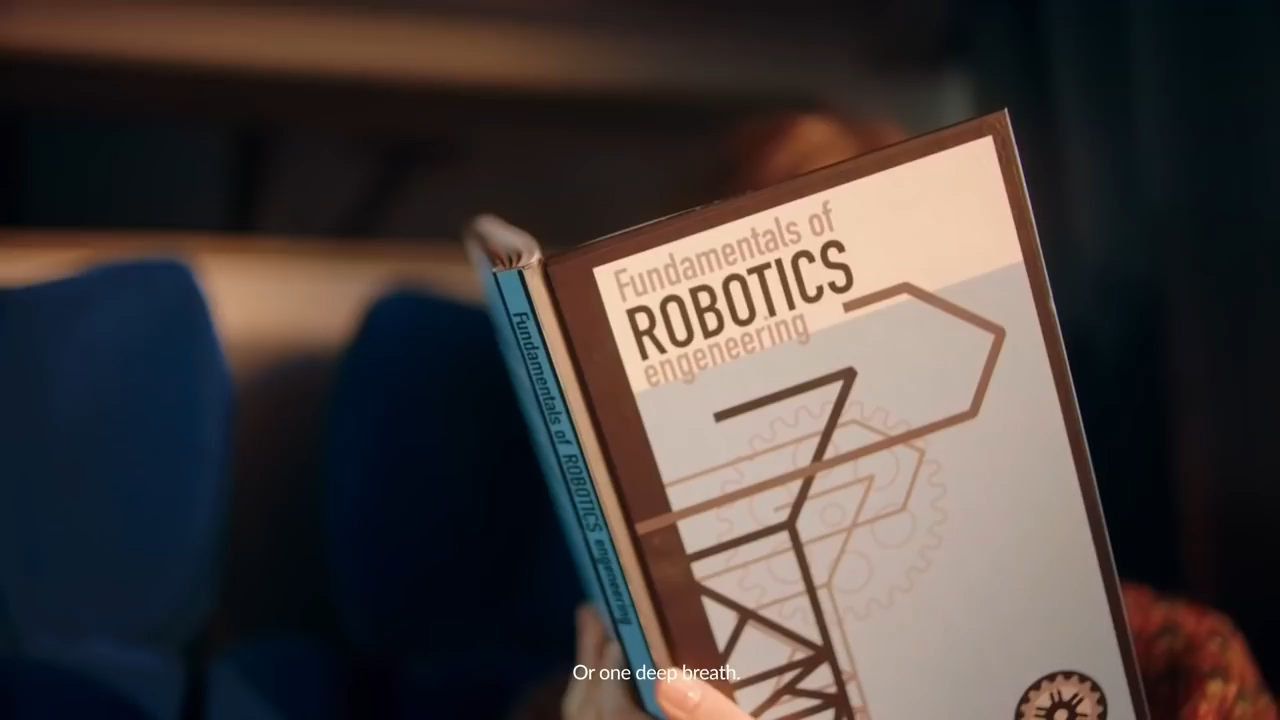 Fundamentals of
ROBOTICS
engeneering
Fundamentals of ROBOTICS engeneering
Or one deep breath.